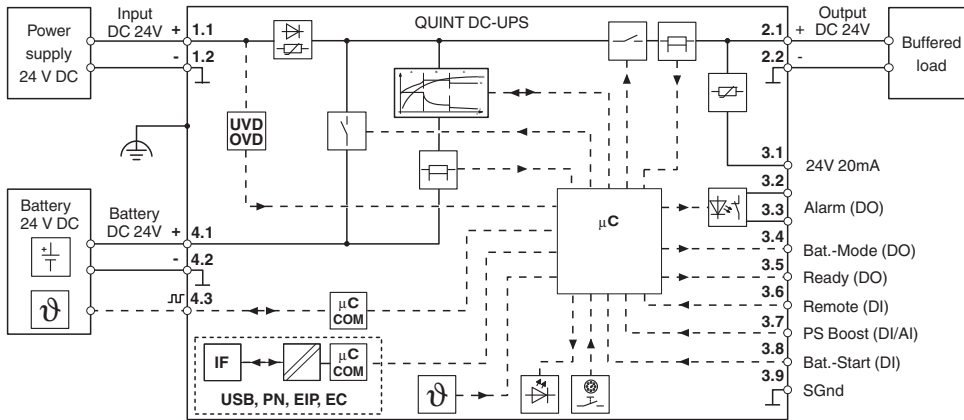 Power
supply
24 V DC
Input
DC 24V
+
1.1
-
1.2
QUINT DC-UPS
Output
2.1
+
DC 24V
2.2
-
Buffered
load
UVD
OVD
Battery
24 V DC
+
ϑ
Battery
DC 24V
+
4.1
-
4.2
4.3
µC
COM
IF
µC
COM
USB, PN, EIP, EC
ϑ
µC
3.1
24V 20mA
3.2
3.3
Alarm (DO)
3.4
Bat.-Mode (DO)
3.5
Ready (DO)
3.6
Remote (DI)
3.7
PS Boost (DI/AI)
3.8
Bat.-Start (DI)
3.9
SGnd